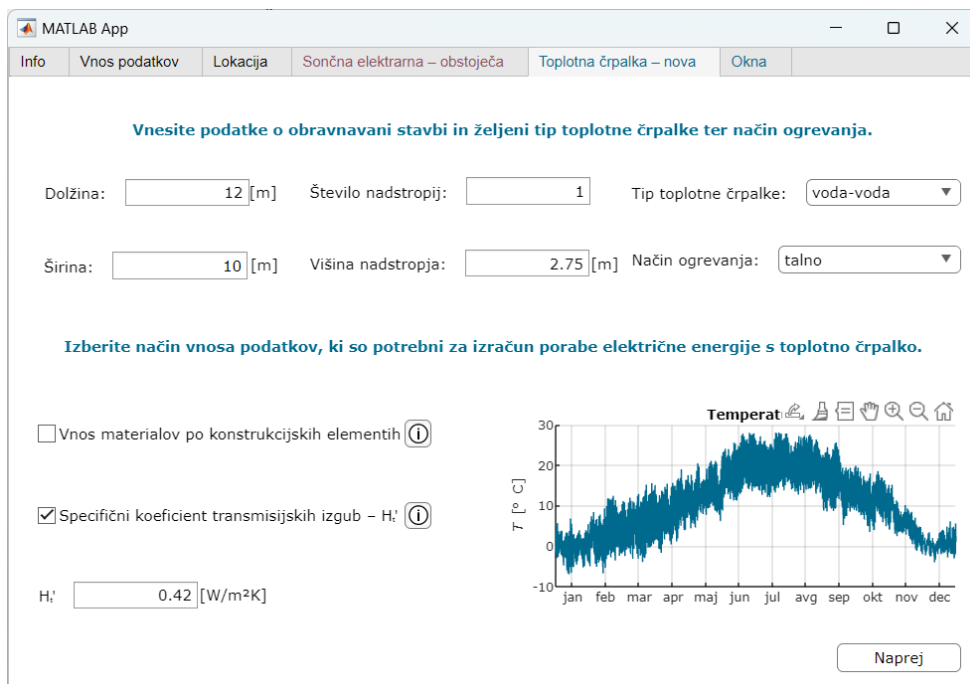 MATLAB App
Info Vnos podatkov Lokacija Sončna elektrarna – obstoječa Toplotna črpalka – nova Okna
Vnesite podatke o obravnavani stavbi in željeni tip toplotne črpalke ter način ogrevanja.
Dolžina: 12 [m] Število nadstropij: 1 Tip toplotne črpalke: voda-voda
Širina: 10 [m] Višina nadstropja: 2.75 [m] Način ogrevanja: talno
Izberite način vnosa podatkov, ki so potrebni za izračun porabe električne energije s toplotno črpalko.
Vnos materialov po konstrukcijskih elementih
Specifični koeficient transmisijskih izgub – Hₜ'
Hₜ' 0.42 [W/m²K]
Temperat
T [° C]
30
20
10
0
-10
jan feb mar apr maj jun jul avg sep okt nov dec
Naprej